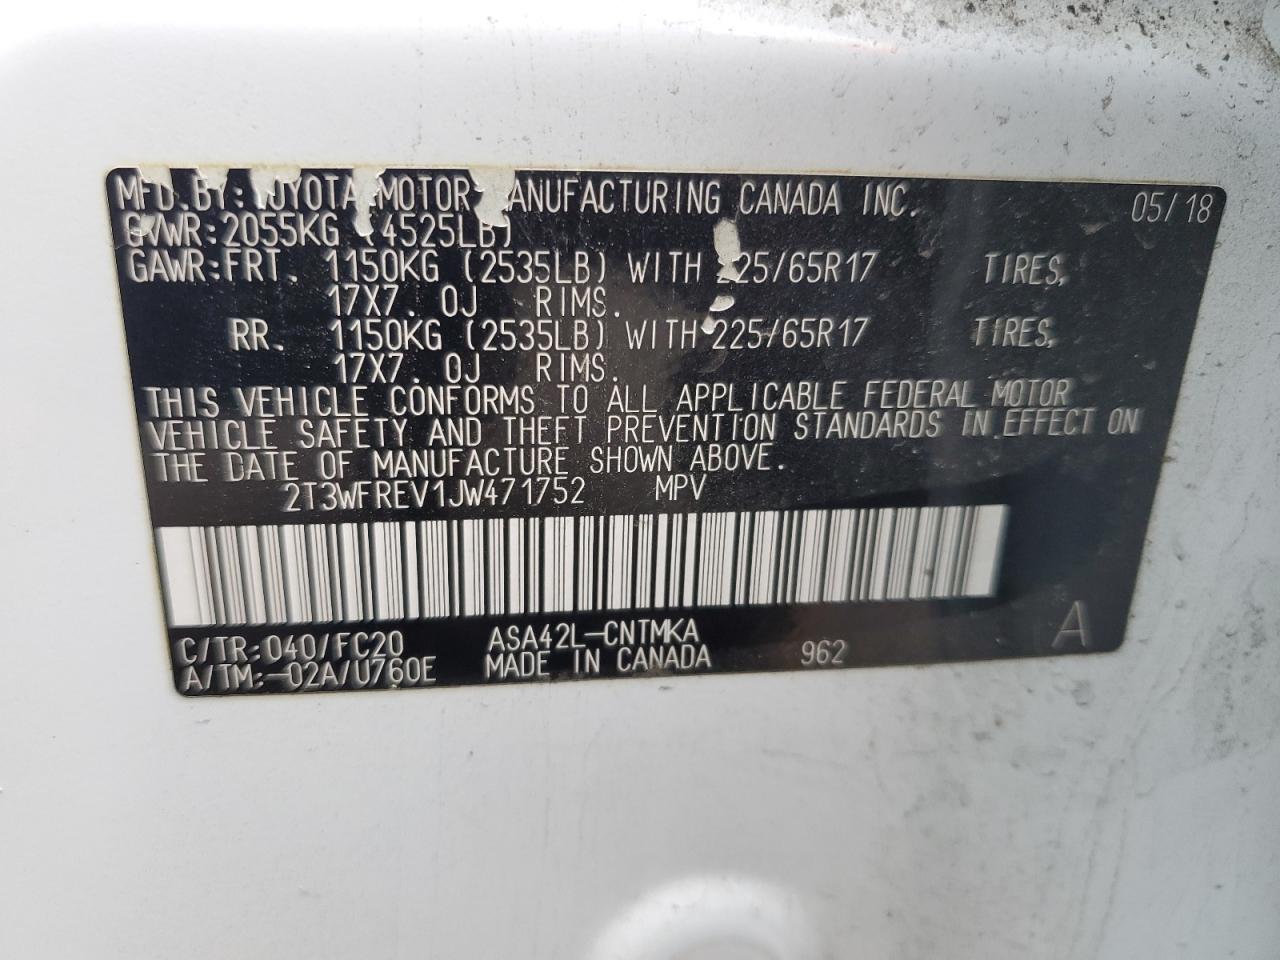 MFD.BY:TOYOTA MOTOR MANUFACTURING CANADA INC. 05/18
GVWR:2055KG (4525LB)
GAWR:FRT. 1150KG (2535LB) WITH 225/65R17 TIRES,
17X7.0J RIMS.
RR. 1150KG (2535LB) WITH 225/65R17 TIRES,
17X7.0J RIMS.
THIS VEHICLE CONFORMS TO ALL APPLICABLE FEDERAL MOTOR
VEHICLE SAFETY AND THEFT PREVENTION STANDARDS IN EFFECT ON
THE DATE OF MANUFACTURE SHOWN ABOVE.
2T3WFREV1JW471752 MPV
C/TR:040/FC20 ASA42L-CNTMKA A
A/TM:-02A/U760E MADE IN CANADA 962